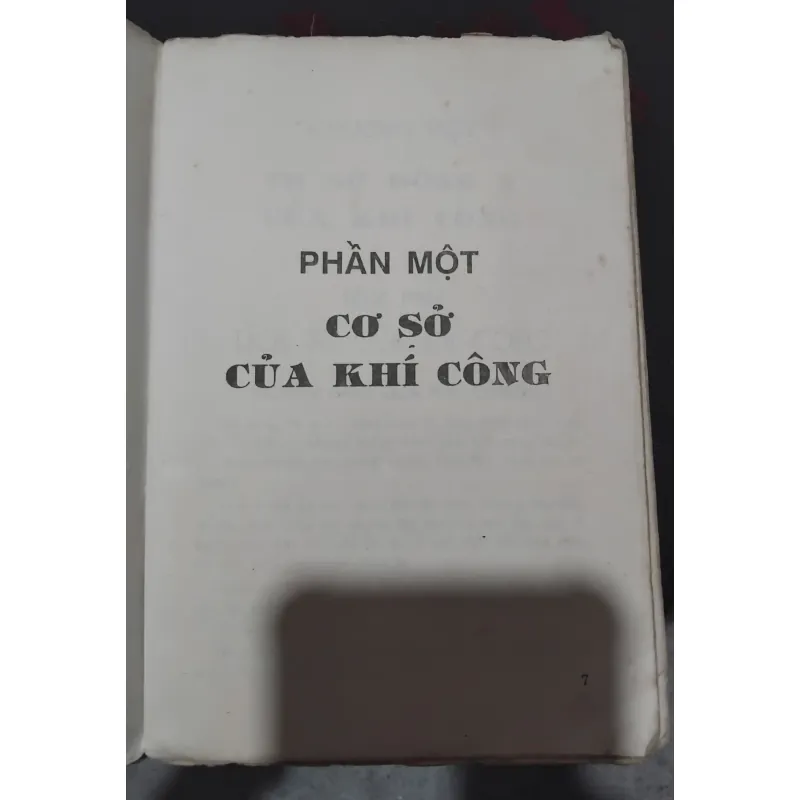 PHẦN MỘT
CƠ SỞ
CỦA KHÍ CÔNG
7